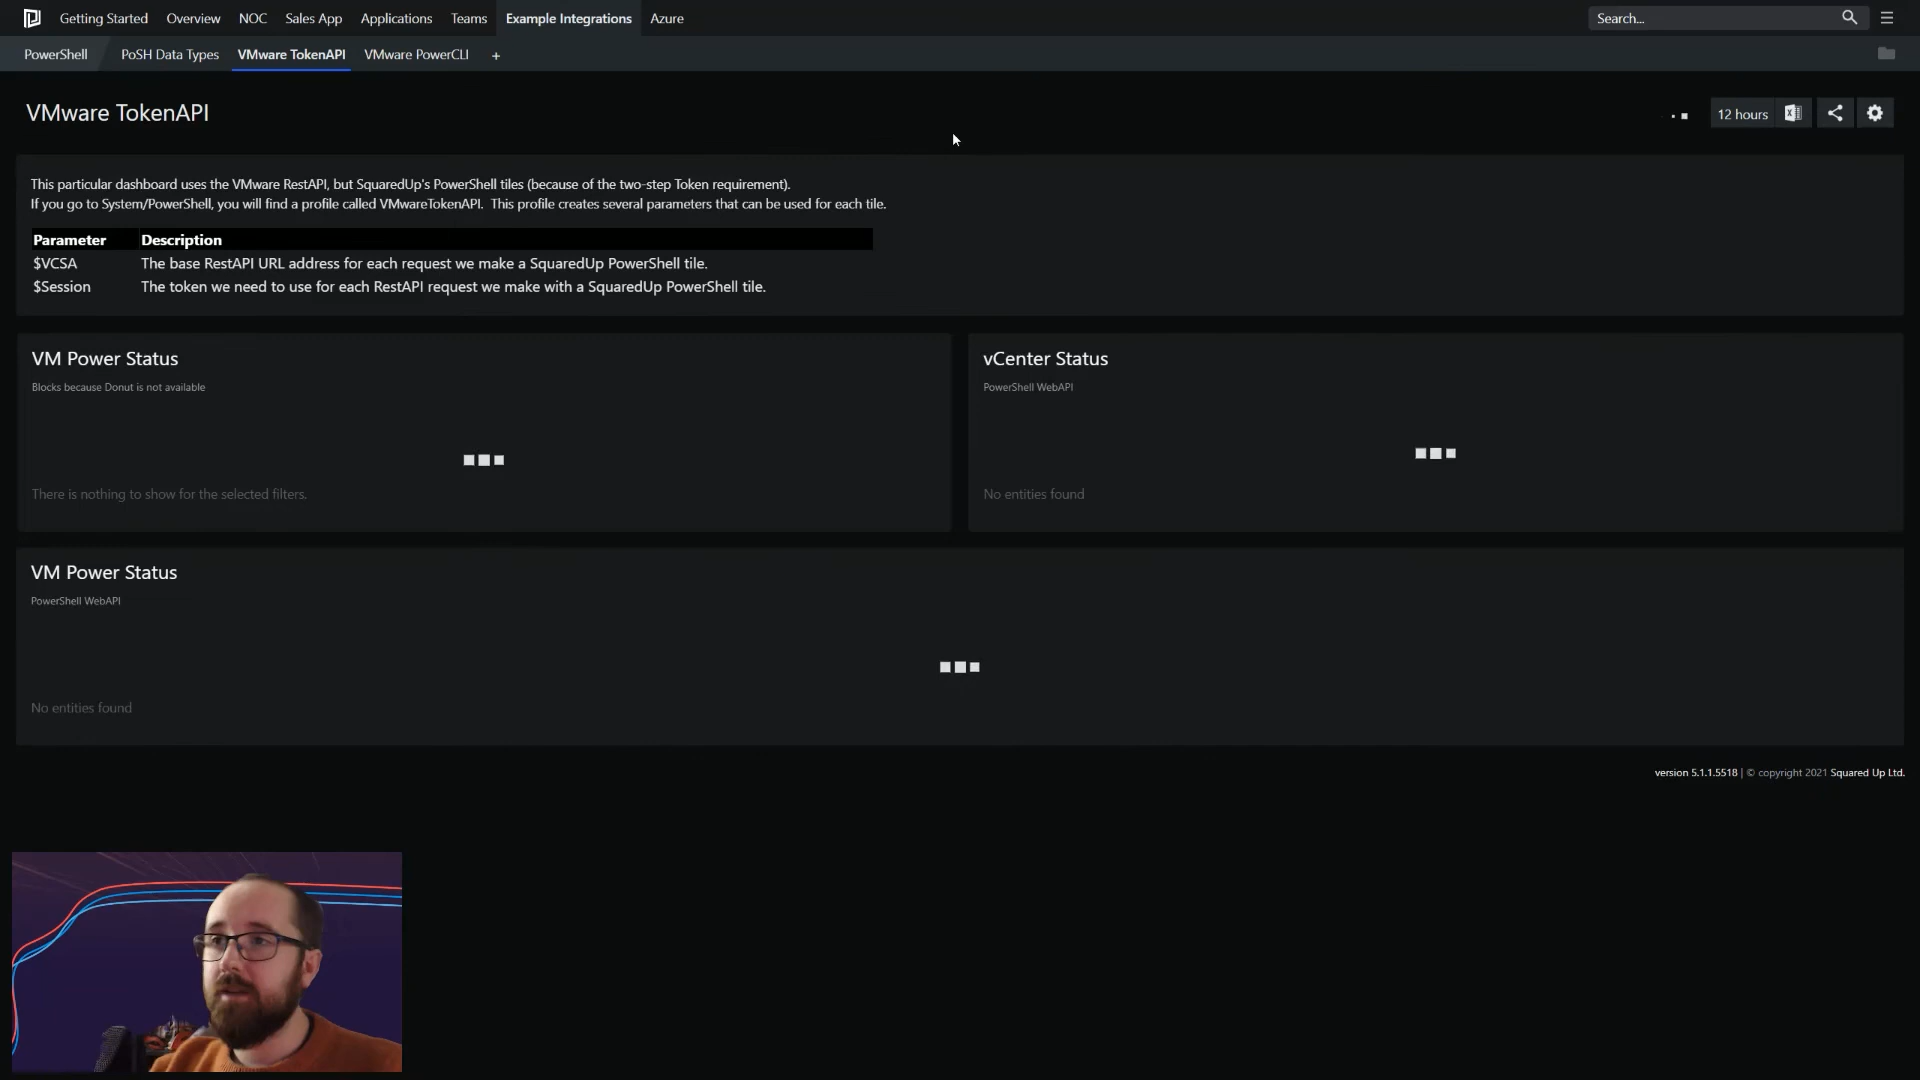 Getting Started Overview NOC Sales App Applications Teams Example Integrations Azure Search...
PowerShell PoSH Data Types VMware TokenAPI VMware PowerCLI +
VMware TokenAPI
12 hours
This particular dashboard uses the VMware RestAPI, but SquaredUp's PowerShell tiles (because of the two-step Token requirement).
If you go to System/PowerShell, you will find a profile called VMwareTokenAPI. This profile creates several parameters that can be used for each tile.
Parameter Description
$VCSA The base RestAPI URL address for each request we make a SquaredUp PowerShell tile.
$Session The token we need to use for each RestAPI request we make with a SquaredUp PowerShell tile.
VM Power Status
Blocks because Donut is not available
There is nothing to show for the selected filters.
vCenter Status
PowerShell WebAPI
No entities found
VM Power Status
PowerShell WebAPI
No entities found
version 5.1.1.5518 | © copyright 2021 Squared Up Ltd.